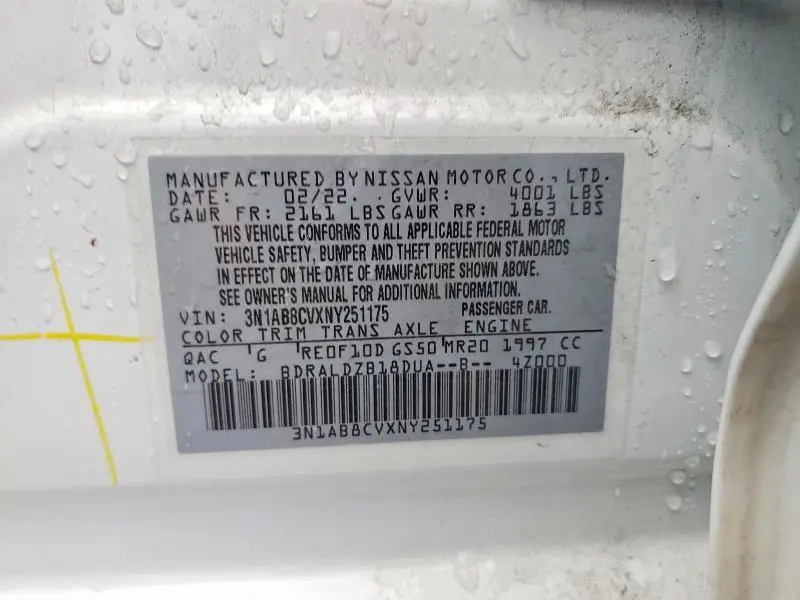 MANUFACTURED BY NISSAN MOTOR CO., LTD.
DATE: 02/22. GVWR: 4001 LBS
GAWR FR: 2161 LBS GAWR RR: 1863 LBS
THIS VEHICLE CONFORMS TO ALL APPLICABLE FEDERAL MOTOR
VEHICLE SAFETY, BUMPER AND THEFT PREVENTION STANDARDS
IN EFFECT ON THE DATE OF MANUFACTURE SHOWN ABOVE.
SEE OWNER'S MANUAL FOR ADDITIONAL INFORMATION.
VIN: 3N1AB8CVXNY251175 PASSENGER CAR.
COLOR TRIM TRANS AXLE ENGINE
QAC G RE0F10D GS50 MR20 1997 CC
MODEL: BDRALDZB18DUA--B-- 4Z000
3N1AB8CVXNY251175